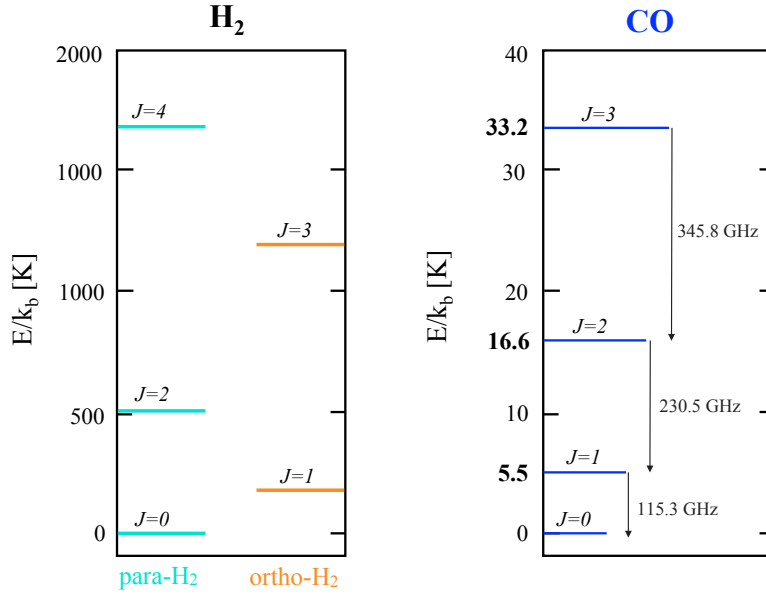 H₂
2000
1000
1000
500
0
E/k_b [K]
J=4
J=3
J=2
J=1
J=0
para-H₂
ortho-H₂
CO
40
30
20
10
0
E/k_b [K]
33.2
16.6
5.5
J=3
J=2
J=1
J=0
345.8 GHz
230.5 GHz
115.3 GHz